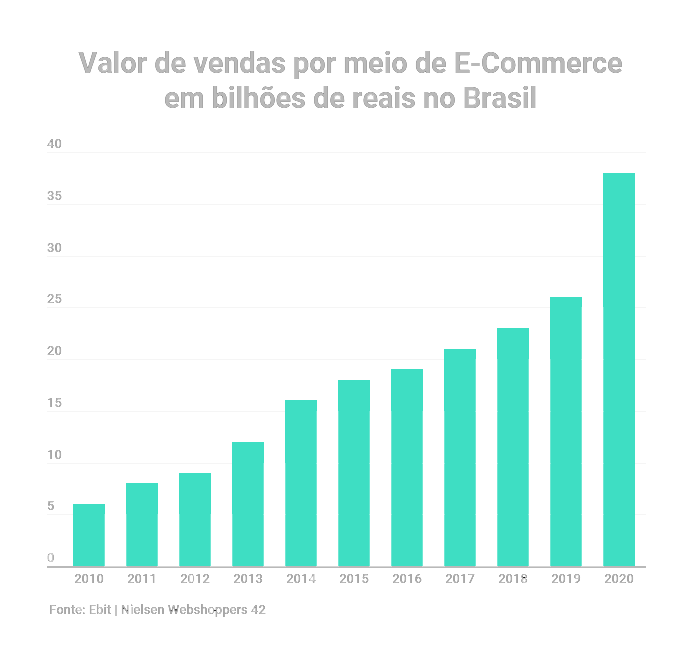 Valor de vendas por meio de E-Commerce
em bilhões de reais no Brasil
40
35
30
25
20
15
10
5
0
2010 2011 2012 2013 2014 2015 2016 2017 2018 2019 2020
Fonte: Ebit | Nielsen Webshoppers 42